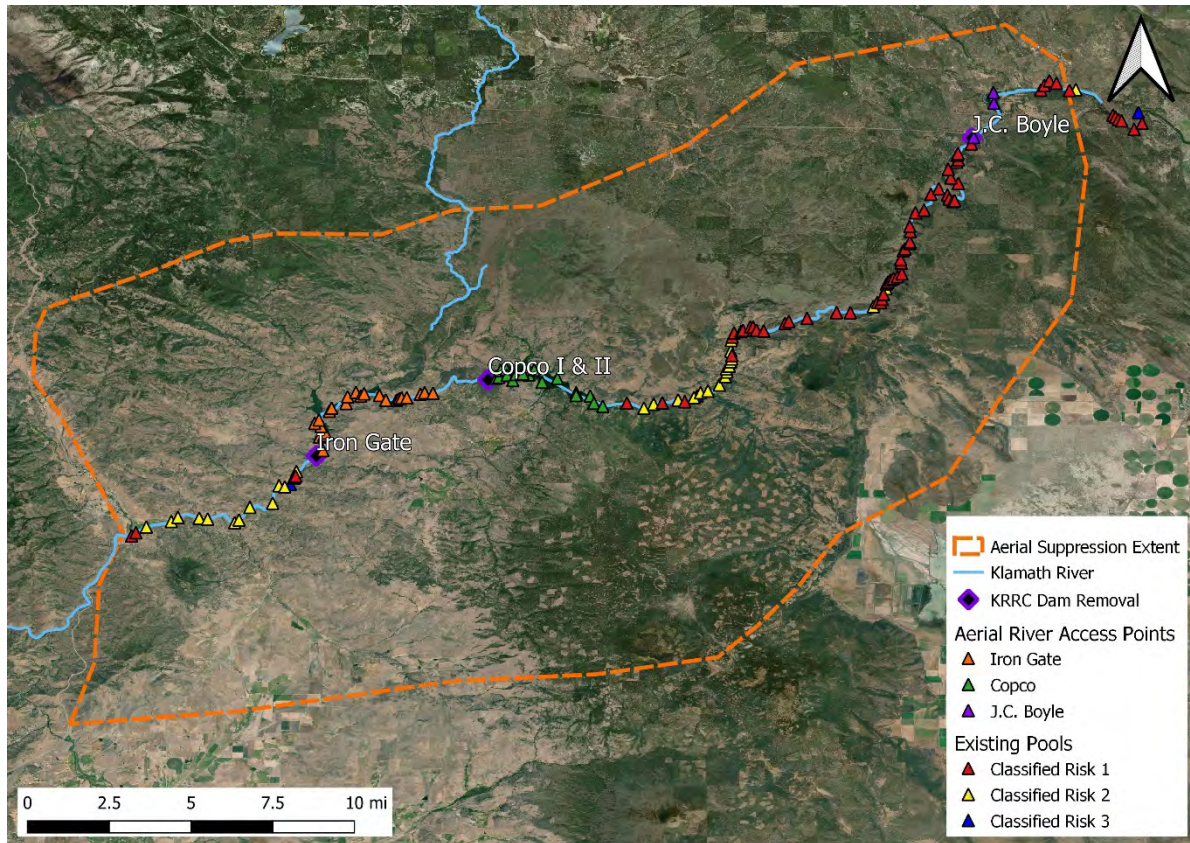 J.C. Boyle
Copco I & II
Iron Gate
Aerial Suppression Extent
Klamath River
KRRC Dam Removal
Aerial River Access Points
Iron Gate
Copco
J.C. Boyle
Existing Pools
Classified Risk 1
Classified Risk 2
Classified Risk 3
0 2.5 5 7.5 10 mi